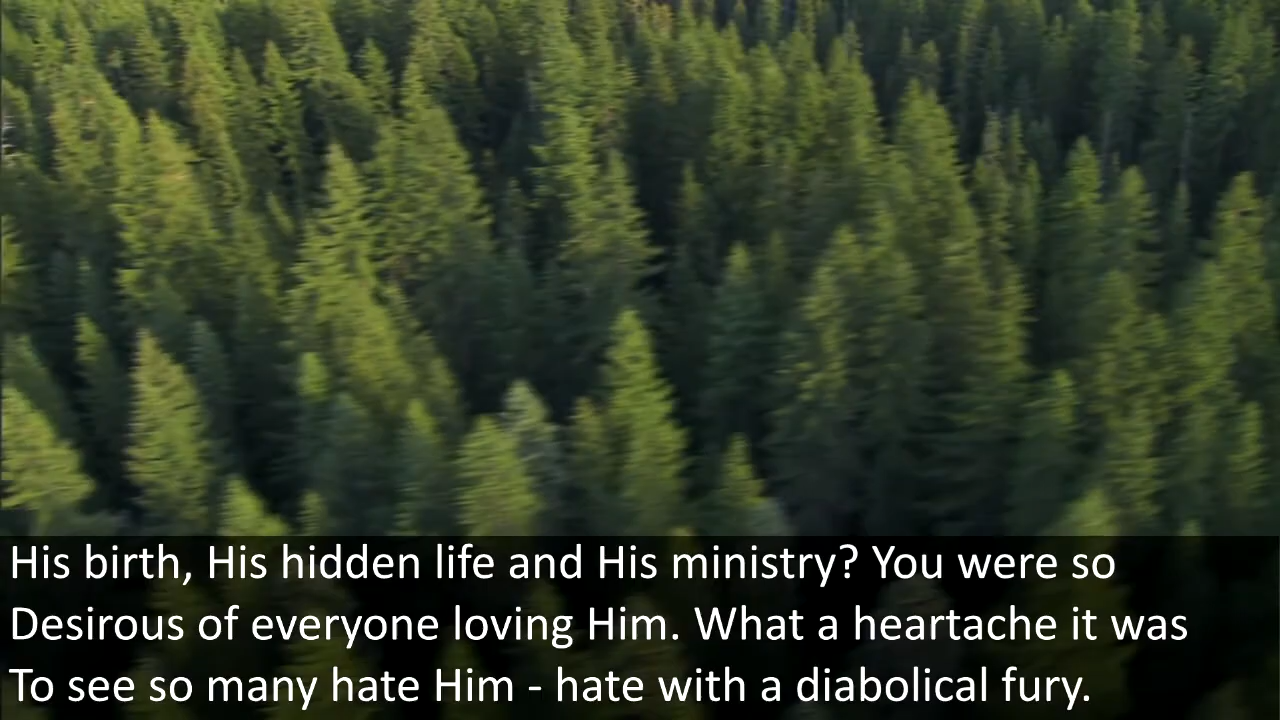 His birth, His hidden life and His ministry? You were so
Desirous of everyone loving Him. What a heartache it was
To see so many hate Him - hate with a diabolical fury.